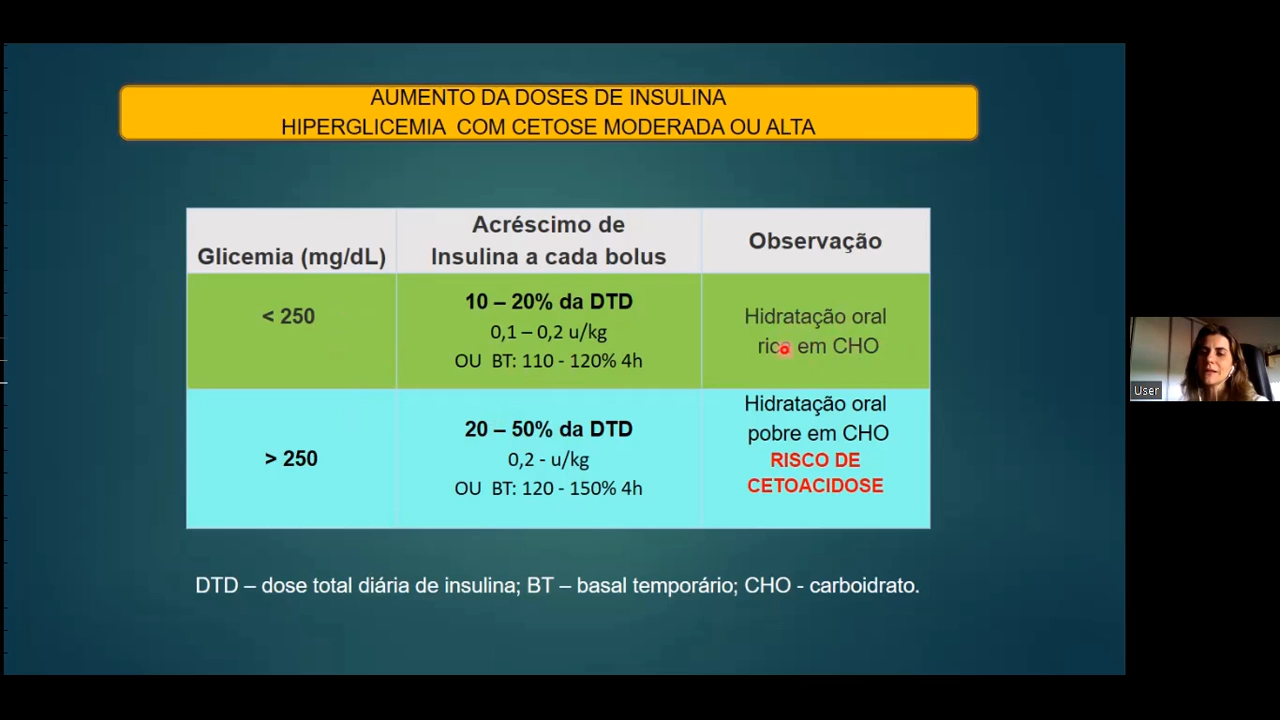 AUMENTO DA DOSES DE INSULINA
HIPERGLICEMIA COM CETOSE MODERADA OU ALTA
Glicemia (mg/dL)
Acréscimo de
Insulina a cada bolus
Observação
< 250
10 – 20% da DTD
0,1 – 0,2 u/kg
OU BT: 110 - 120% 4h
Hidratação oral
rica em CHO
> 250
20 – 50% da DTD
0,2 - u/kg
OU BT: 120 - 150% 4h
Hidratação oral
pobre em CHO
RISCO DE
CETOACIDOSE
DTD – dose total diária de insulina; BT – basal temporário; CHO - carboidrato.
User